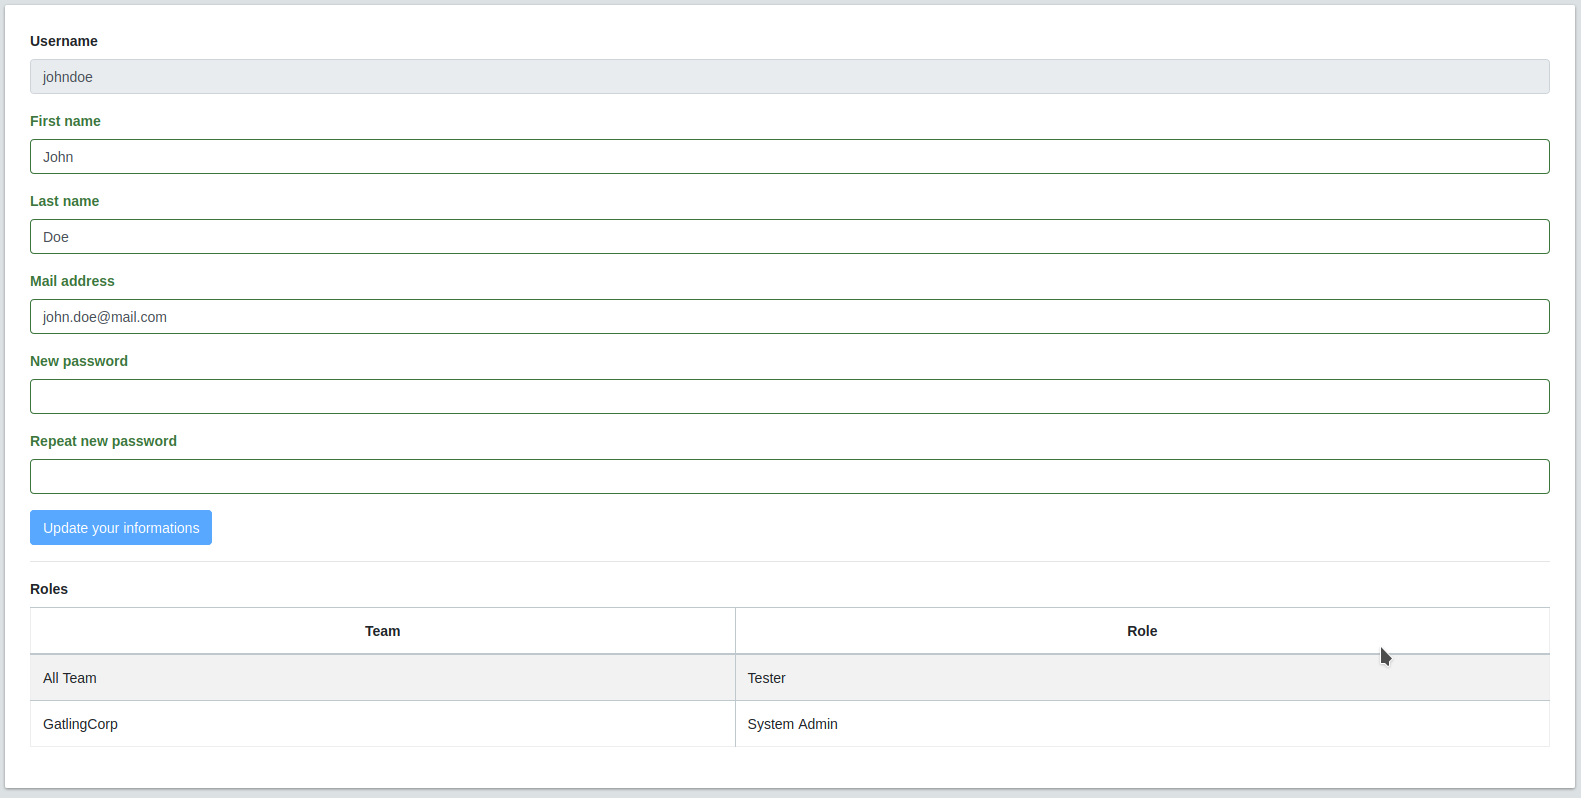 Username
johndoe
First name
John
Last name
Doe
Mail address
john.doe@mail.com
New password
Repeat new password
Update your informations
Roles
Team Role
All Team Tester
GatlingCorp System Admin